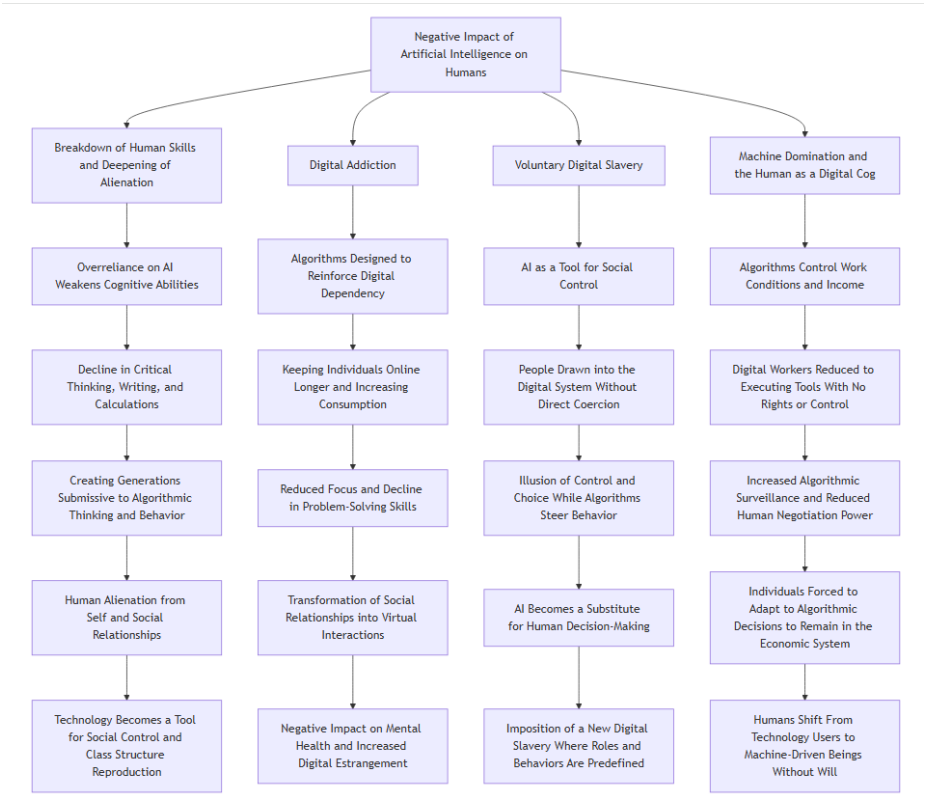 Negative Impact of
Artificial Intelligence on
Humans
Breakdown of Human Skills
and Deepening of
Alienation
Overreliance on AI
Weakens Cognitive Abilities
Decline in Critical
Thinking, Writing, and
Calculations
Creating Generations
Submissive to Algorithmic
Thinking and Behavior
Human Alienation from
Self and Social
Relationships
Technology Becomes a Tool
for Social Control and
Class Structure
Reproduction
Digital Addiction
Algorithms Designed to
Reinforce Digital
Dependency
Keeping Individuals Online
Longer and Increasing
Consumption
Reduced Focus and Decline
in Problem-Solving Skills
Transformation of Social
Relationships into Virtual
Interactions
Negative Impact on Mental
Health and Increased
Digital Estrangement
Voluntary Digital Slavery
AI as a Tool for Social
Control
People Drawn into the
Digital System Without
Direct Coercion
Illusion of Control and
Choice While Algorithms
Steer Behavior
AI Becomes a Substitute
for Human Decision-Making
Imposition of a New Digital
Slavery Where Roles and
Behaviors Are Predefined
Machine Domination and
the Human as a Digital Cog
Algorithms Control Work
Conditions and Income
Digital Workers Reduced to
Executing Tools With No
Rights or Control
Increased Algorithmic
Surveillance and Reduced
Human Negotiation Power
Individuals Forced to
Adapt to Algorithmic
Decisions to Remain in the
Economic System
Humans Shift From
Technology Users to
Machine-Driven Beings
Without Will